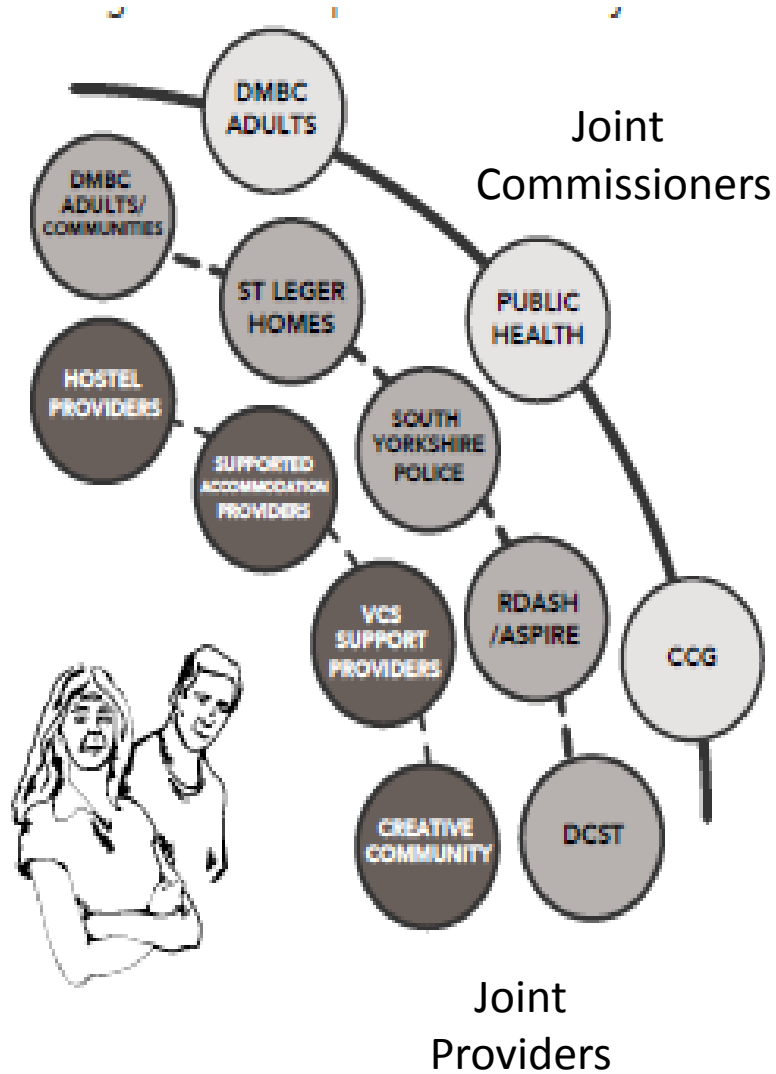 DMBC
ADULTS
Joint
Commissioners
DMBC
ADULTS/
COMMUNITIES
ST LEGER
HOMES
PUBLIC
HEALTH
HOSTEL
PROVIDERS
SOUTH
YORKSHIRE
POLICE
SUPPORTED
ACCOMMODATION
PROVIDERS
RDASH
/ASPIRE
VCS
SUPPORT
PROVIDERS
CCG
CREATIVE
COMMUNITY
DCST
Joint
Providers